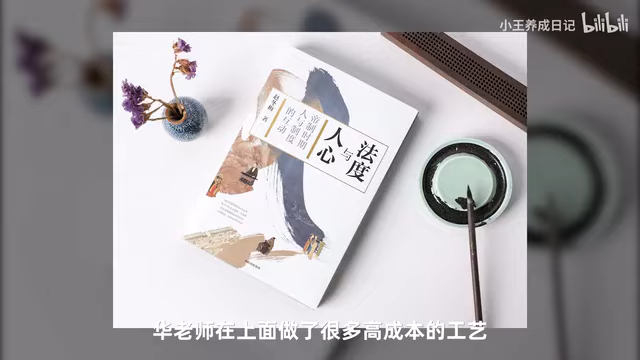 小王养成日记 bilibili
法度
与
人心
帝制时期
人与制度
的互动
赵冬梅 著
华老师在上面做了很多高成本的工艺